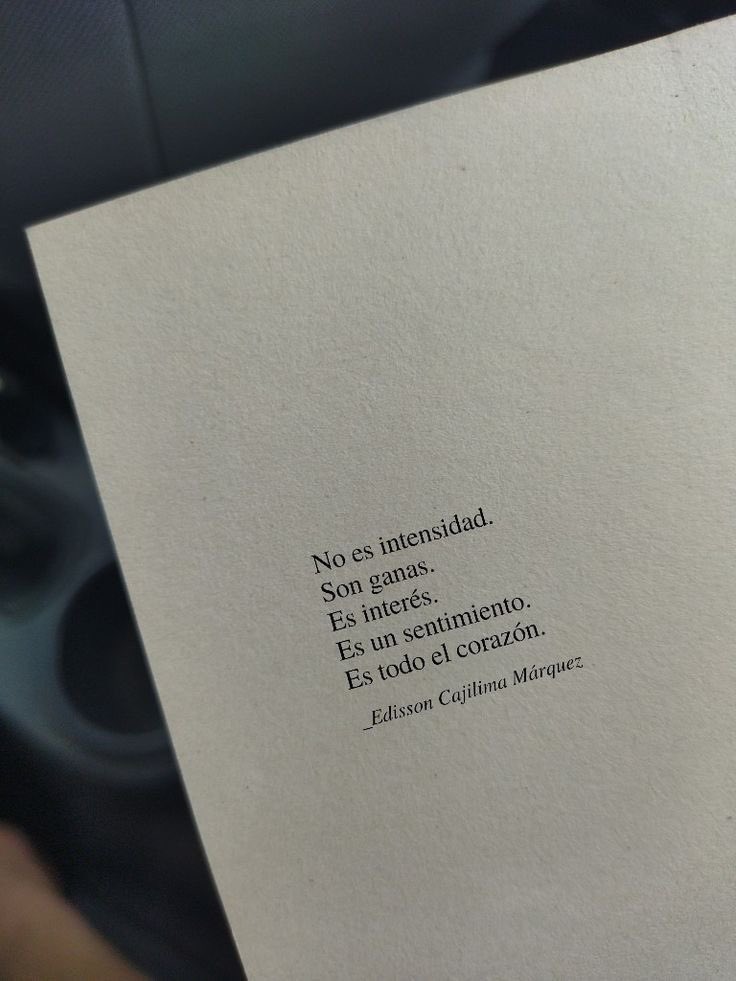 No es intensidad.
Son ganas.
Es interés.
Es un sentimiento.
Es todo el corazón.
_Edisson Cajilima Márquez